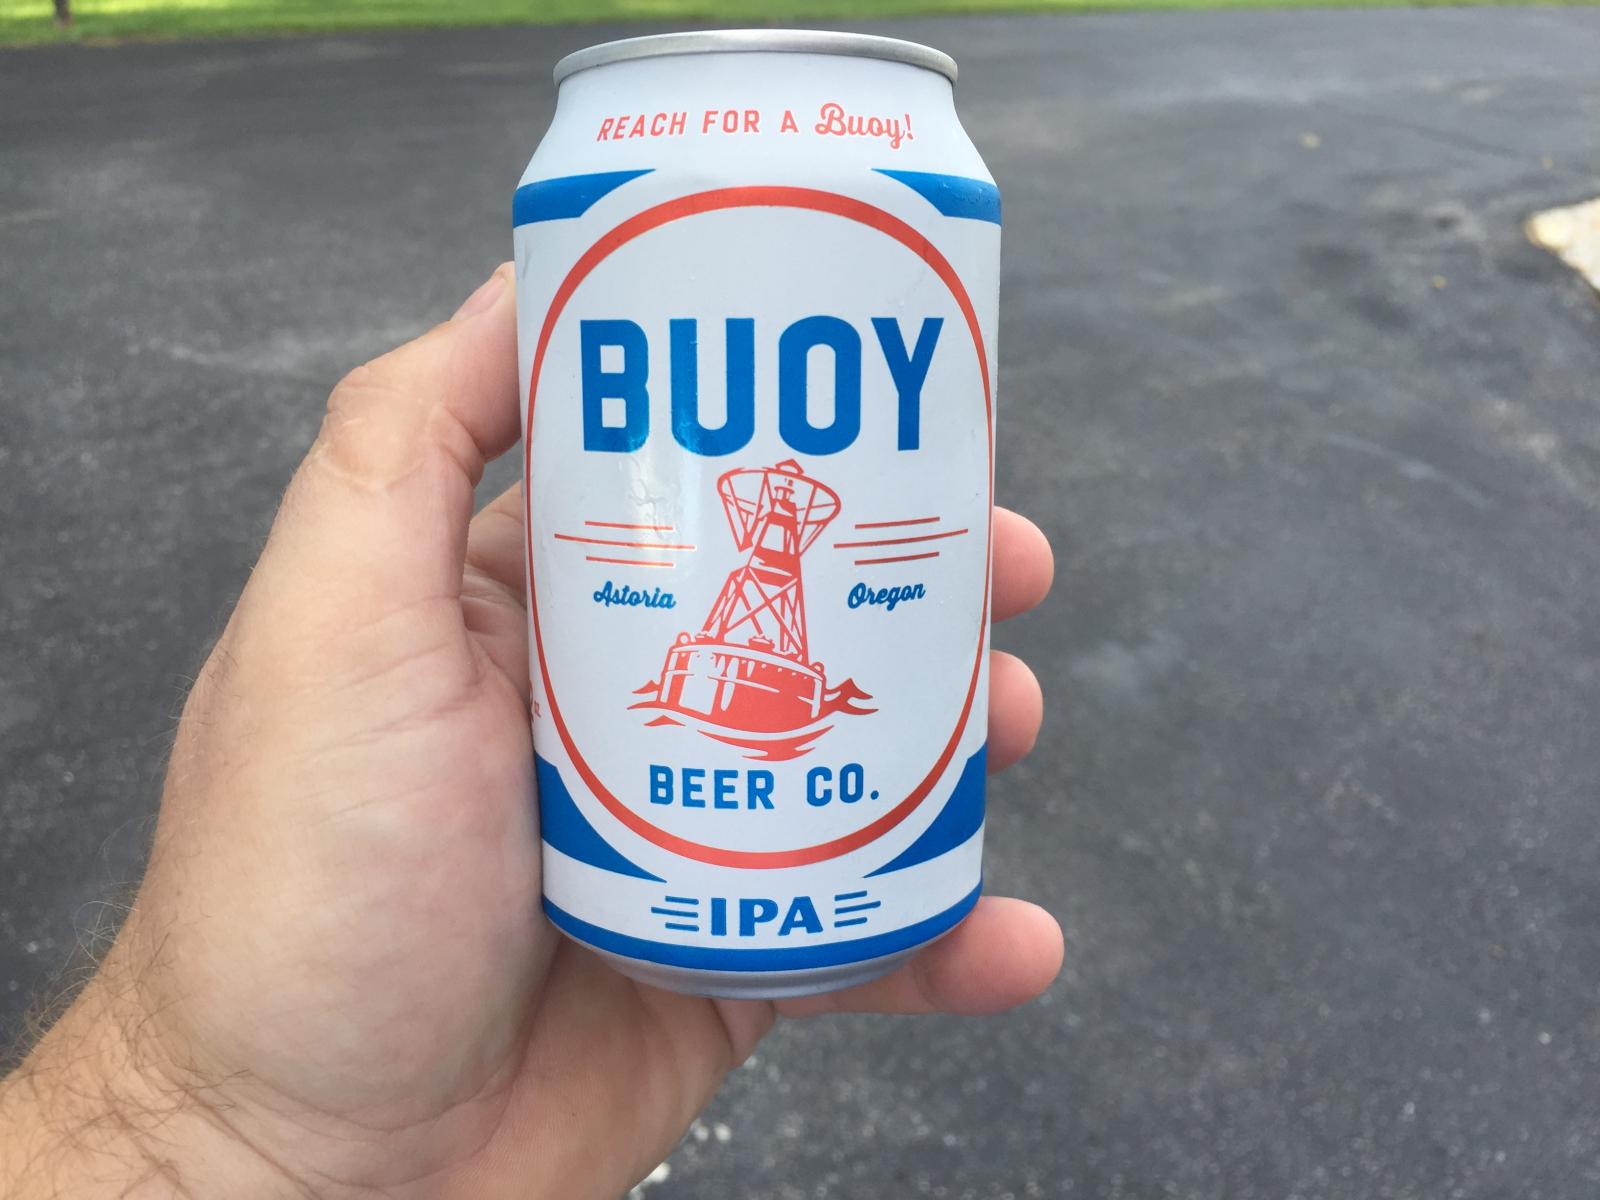 REACH FOR A Buoy!
BUOY
Astoria Oregon
BEER CO.
IPA